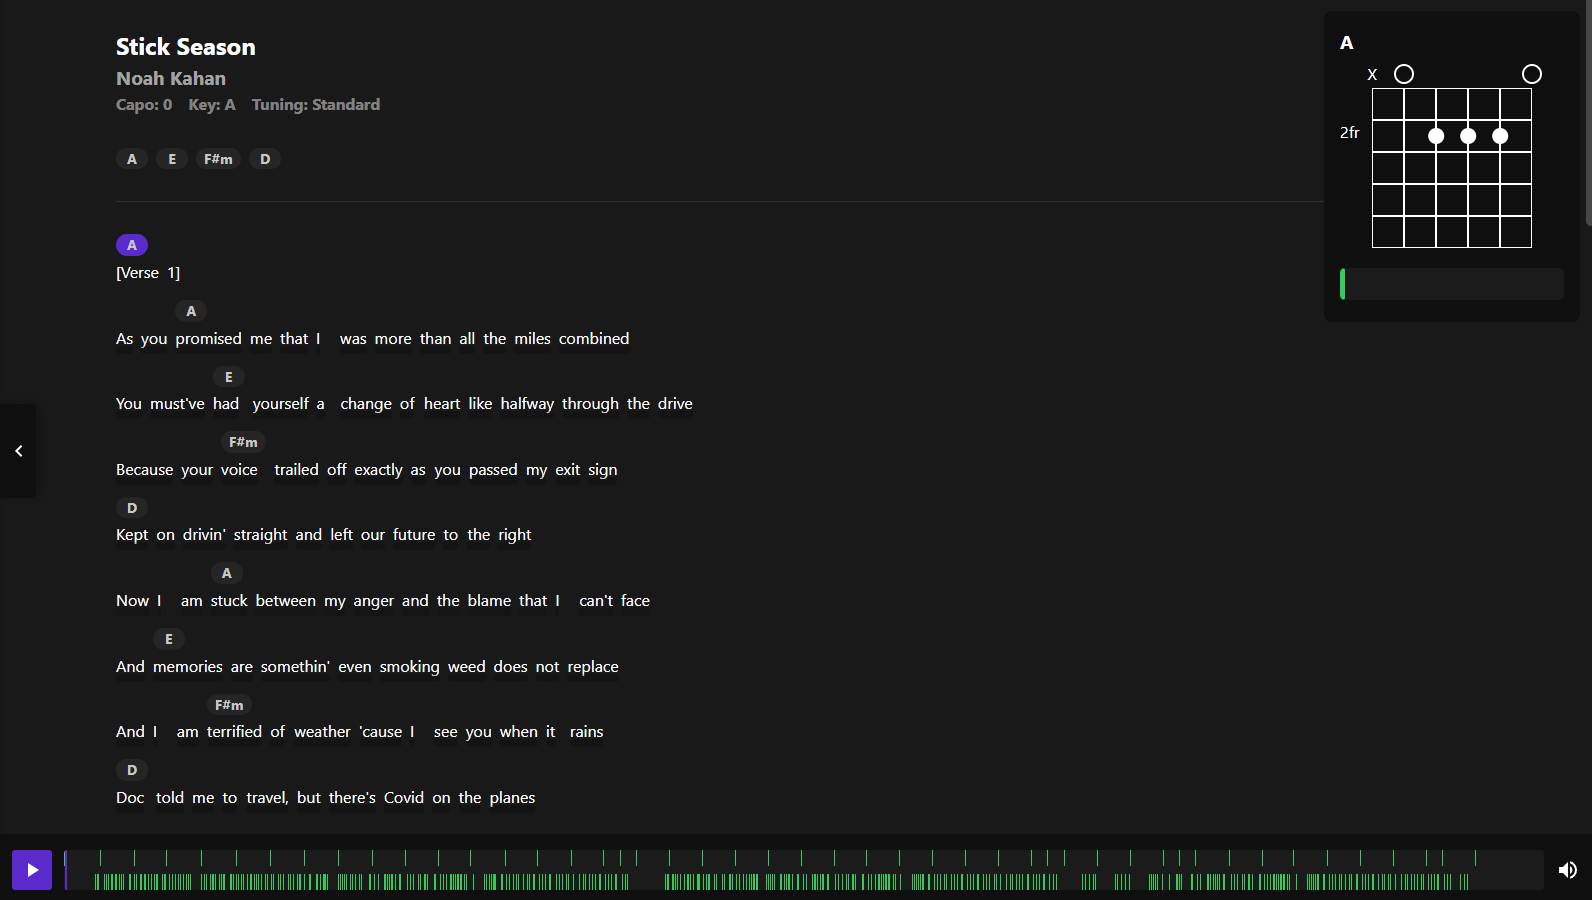 Stick Season
Noah Kahan
Capo: 0 Key: A Tuning: Standard
A E F#m D
A
[Verse 1]
A
As you promised me that I was more than all the miles combined
E
You must've had yourself a change of heart like halfway through the drive
F#m
Because your voice trailed off exactly as you passed my exit sign
D
Kept on drivin' straight and left our future to the right
A
Now I am stuck between my anger and the blame that I can't face
E
And memories are somethin' even smoking weed does not replace
F#m
And I am terrified of weather 'cause I see you when it rains
D
Doc told me to travel, but there's Covid on the planes
A
X
2fr